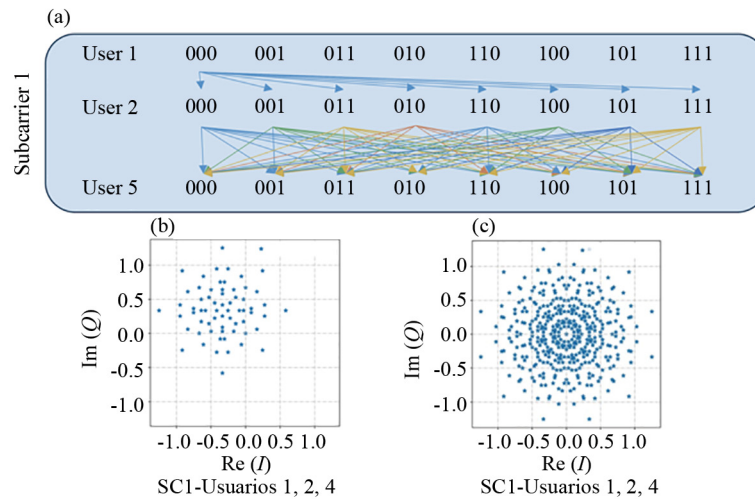 (a)
Subcarrier 1
User 1 000 001 011 010 110 100 101 111
User 2 000 001 011 010 110 100 101 111
User 5 000 001 011 010 110 100 101 111
(b)
1.0
0.5
0.0
-0.5
-1.0
Im (Q)
-1.0 -0.5 0.0 0.5 1.0
Re (I)
SC1-Usuarios 1, 2, 4
(c)
1.0
0.5
0.0
-0.5
-1.0
Im (Q)
-1.0 -0.5 0.0 0.5 1.0
Re (I)
SC1-Usuarios 1, 2, 4